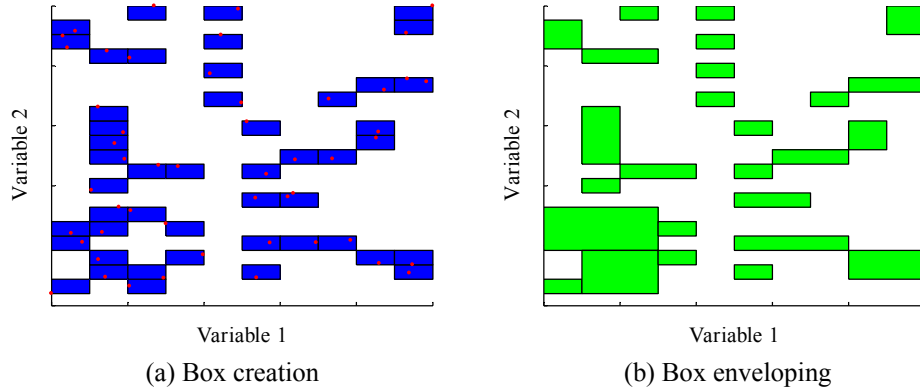 Variable 2
Variable 1
(a) Box creation
Variable 2
Variable 1
(b) Box enveloping